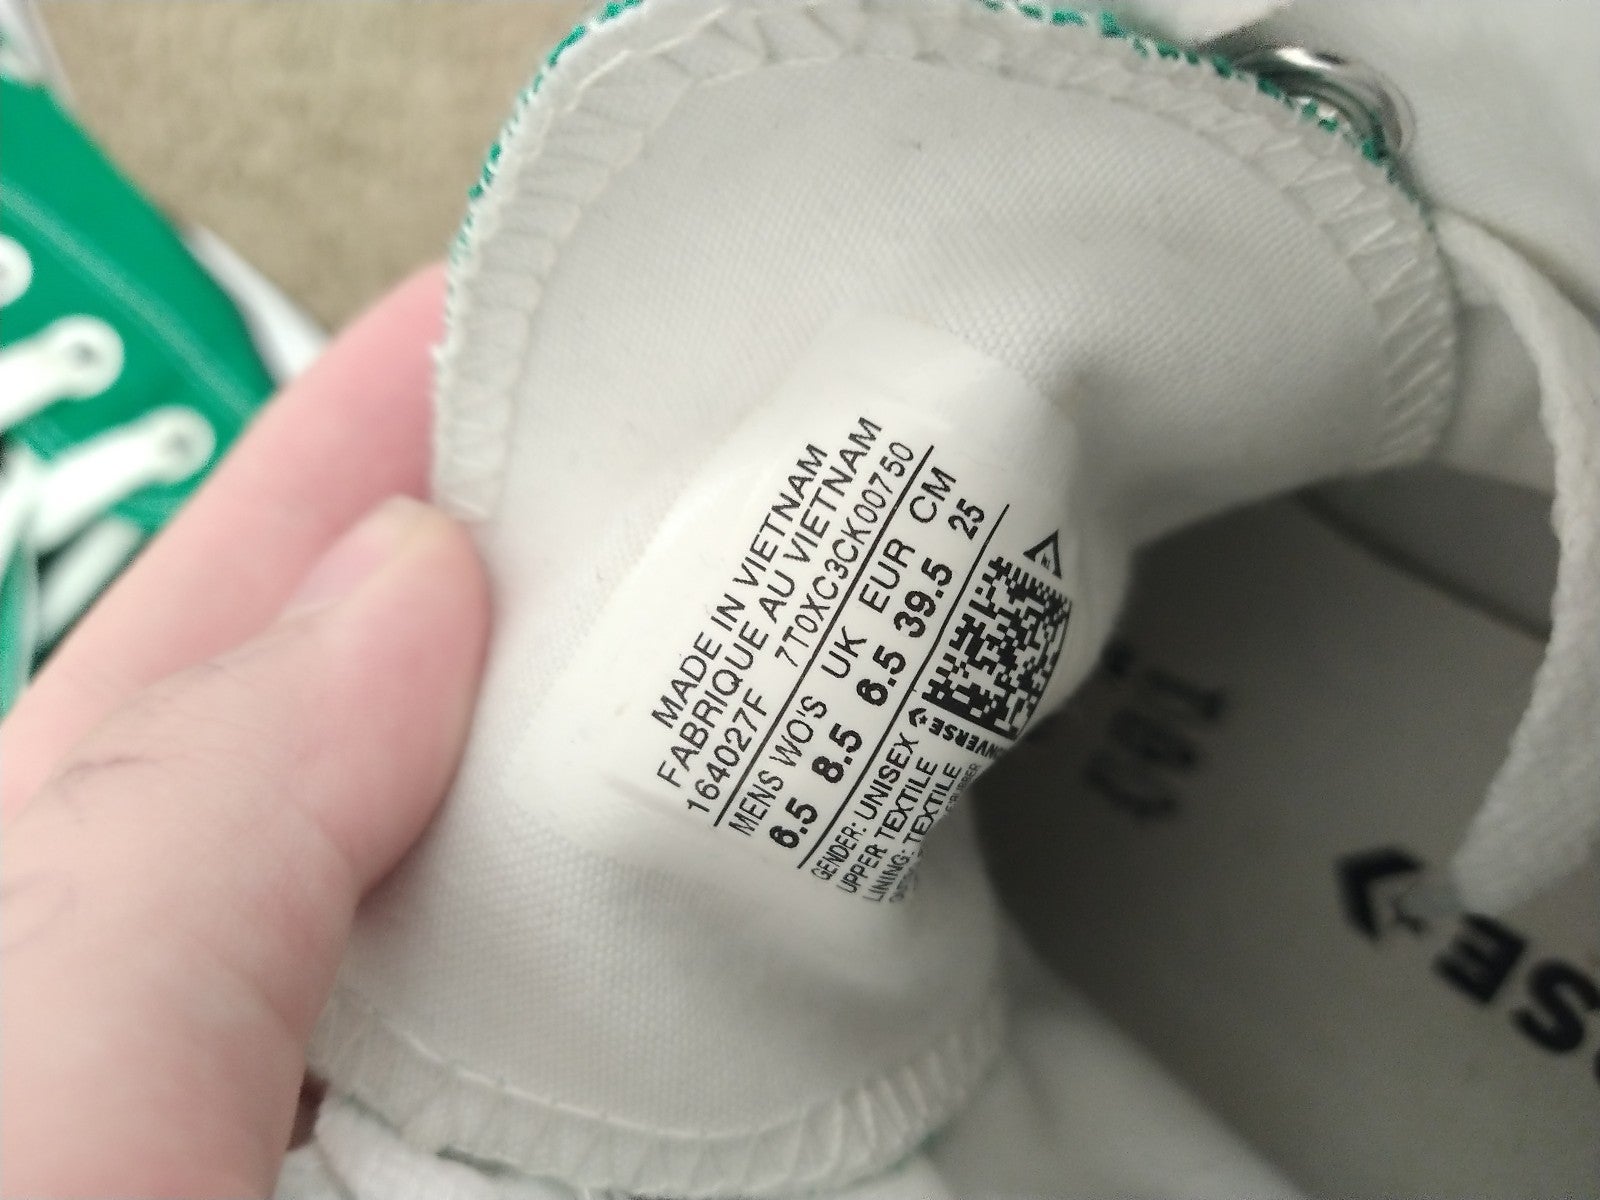 MADE IN VIETNAM
FABRIQUE AU VIETNAM
164027F 7T0XC3CK00750
MENS WO'S UK EUR CM
6.5 8.5 6.5 39.5 25
GENDER: UNISEX
UPPER TEXTILE
LINING: TEXTILE
CONVERSE